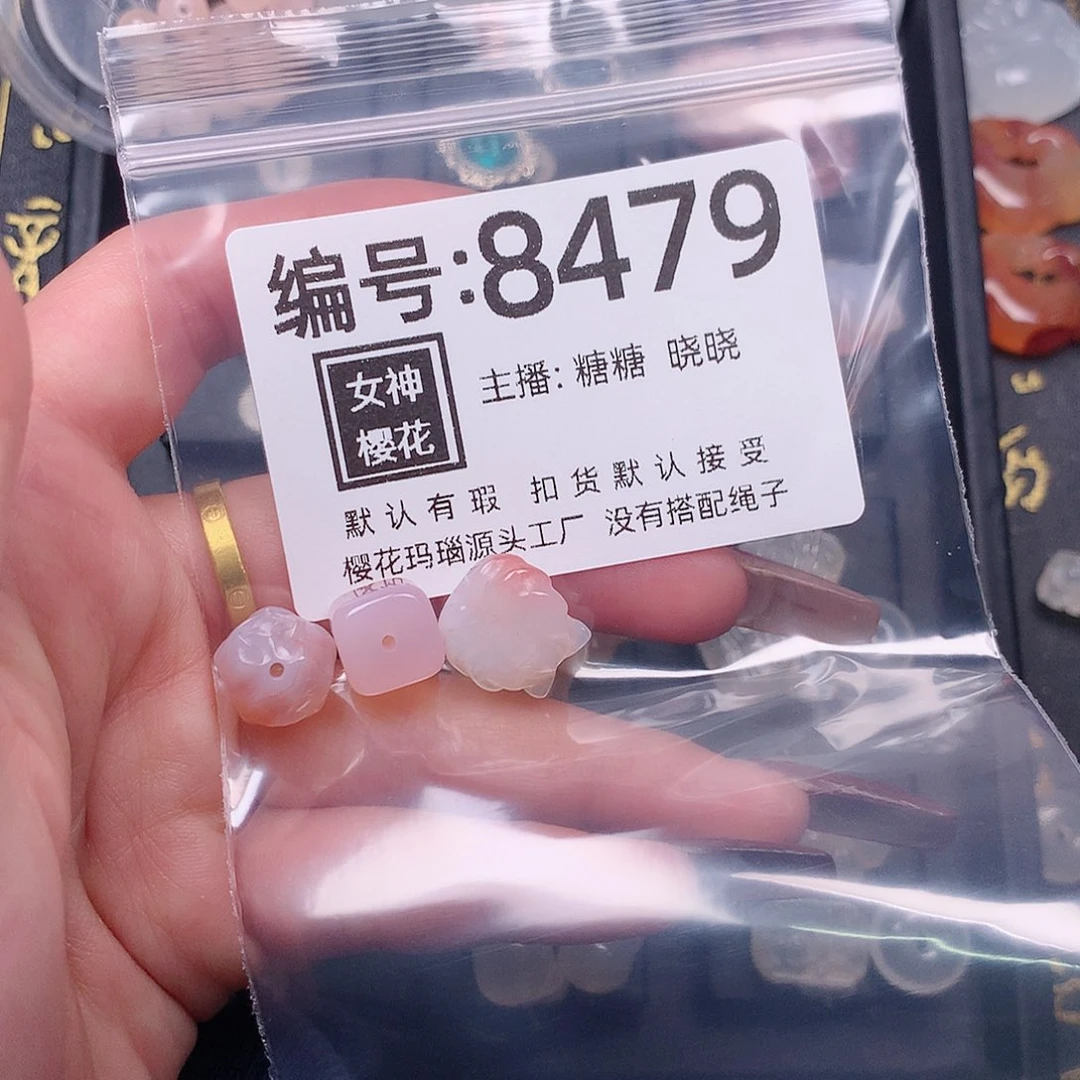 编号:8479
女神
樱花
主播: 糖糖 晓晓
默认有瑕 扣货默认接受
樱花玛瑙源头工厂 没有搭配绳子